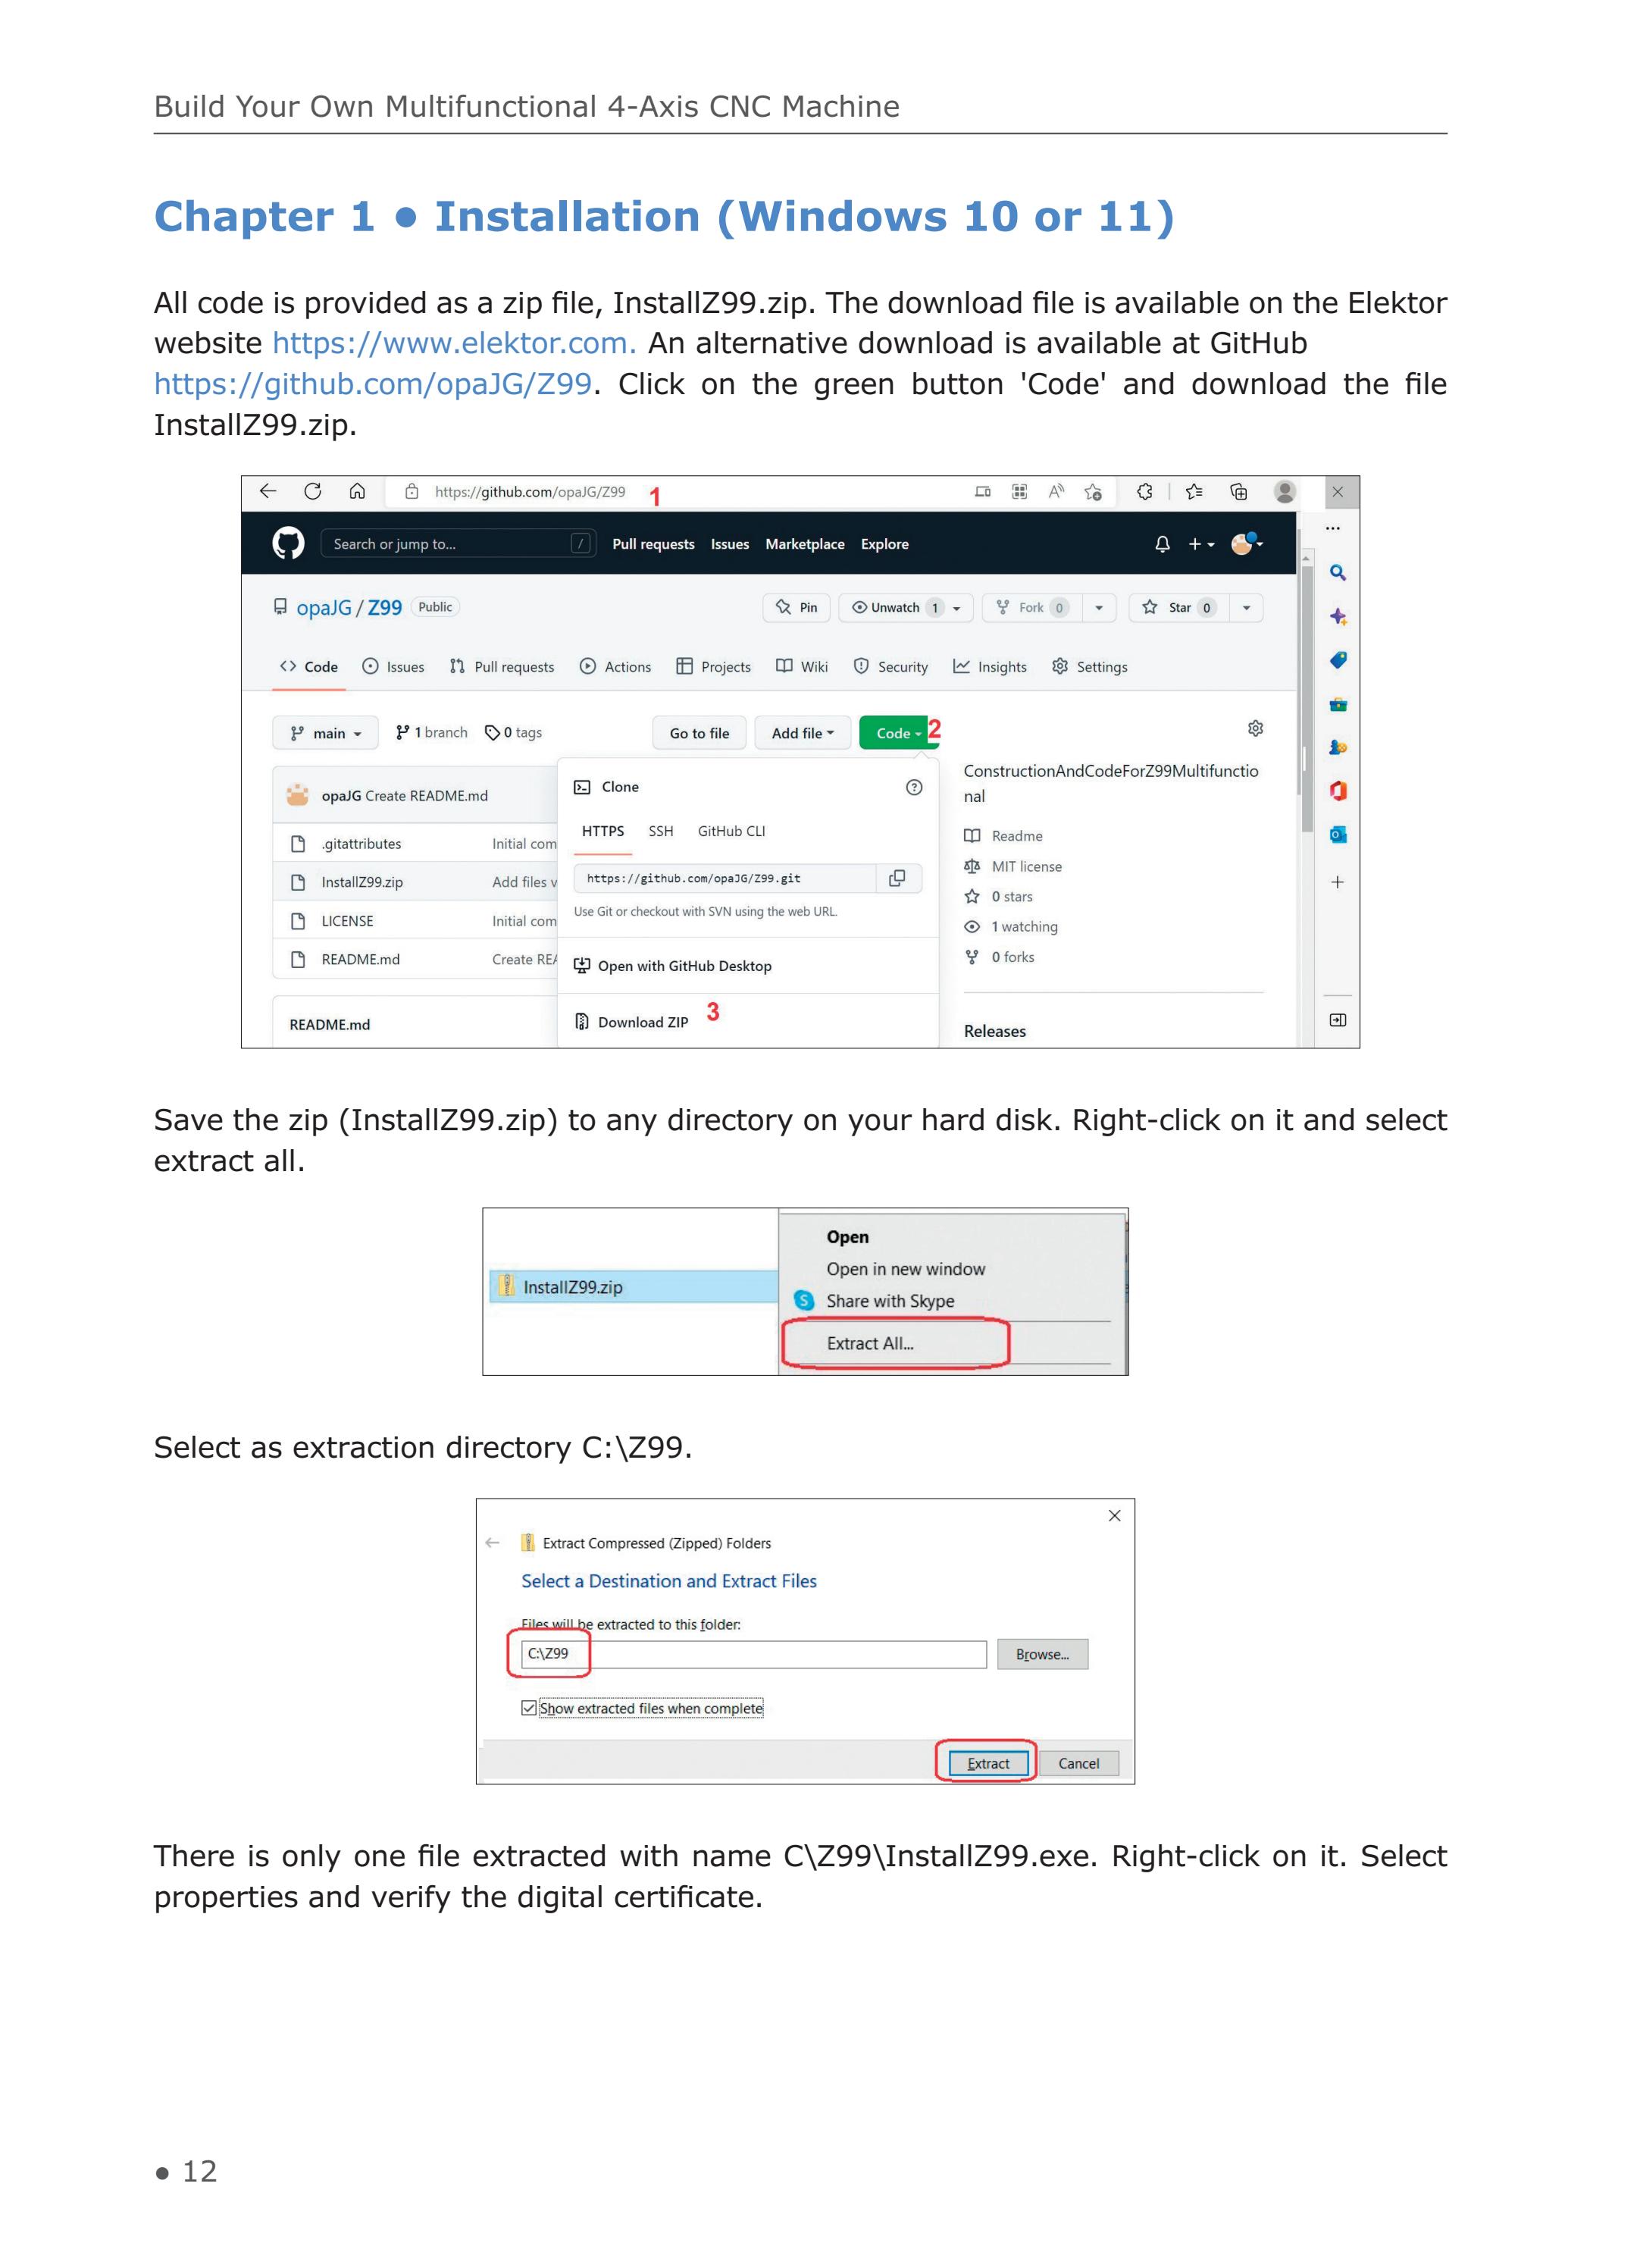 Build Your Own Multifunctional 4-Axis CNC Machine
Chapter 1 ● Installation (Windows 10 or 11)
All code is provided as a zip file, InstallZ99.zip. The download file is available on the Elektor
website https://www.elektor.com. An alternative download is available at GitHub
https://github.com/opaJG/Z99. Click on the green button 'Code' and download the file
InstallZ99.zip.
https://github.com/opaJG/Z99 1
Search or jump to... / Pull requests Issues Marketplace Explore
opaJG / Z99 Public Pin Unwatch 1 Fork 0 Star 0
<> Code Issues Pull requests Actions Projects Wiki Security Insights Settings
main 1 branch 0 tags Go to file Add file Code 2
ConstructionAndCodeForZ99Multifunctio
nal
opaJG Create README.md
.gitattributes Initial com
InstallZ99.zip Add files v
LICENSE Initial com
README.md Create REA
README.md
Clone
HTTPS SSH GitHub CLI
https://github.com/opaJG/Z99.git
Use Git or checkout with SVN using the web URL.
Open with GitHub Desktop
Download ZIP 3
Readme
MIT license
0 stars
1 watching
0 forks
Releases
Save the zip (InstallZ99.zip) to any directory on your hard disk. Right-click on it and select
extract all.
InstallZ99.zip
Open
Open in new window
Share with Skype
Extract All...
Select as extraction directory C:\Z99.
Extract Compressed (Zipped) Folders
Select a Destination and Extract Files
Files will be extracted to this folder:
C:\Z99 Browse...
Show extracted files when complete
Extract Cancel
There is only one file extracted with name C\Z99\InstallZ99.exe. Right-click on it. Select
properties and verify the digital certificate.
● 12